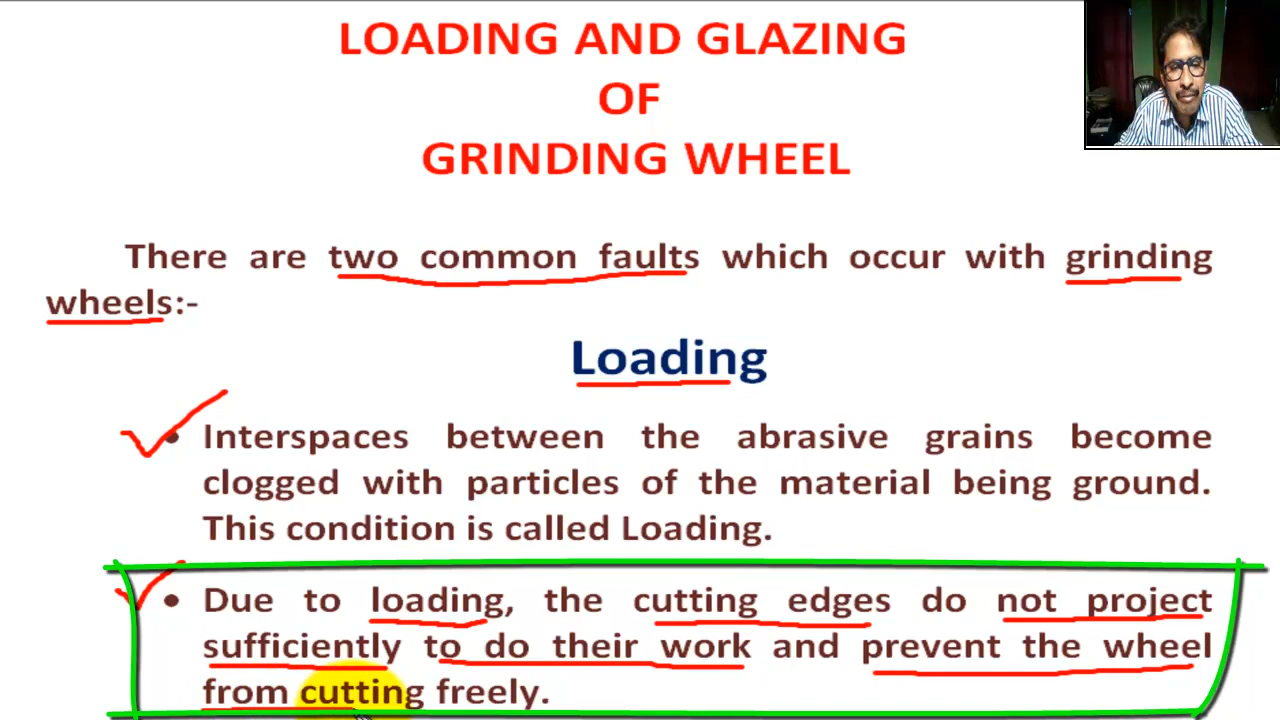 LOADING AND GLAZING
OF
GRINDING WHEEL
There are two common faults which occur with grinding
wheels:-
Loading
• Interspaces between the abrasive grains become
clogged with particles of the material being ground.
This condition is called Loading.
• Due to loading, the cutting edges do not project
sufficiently to do their work and prevent the wheel
from cutting freely.